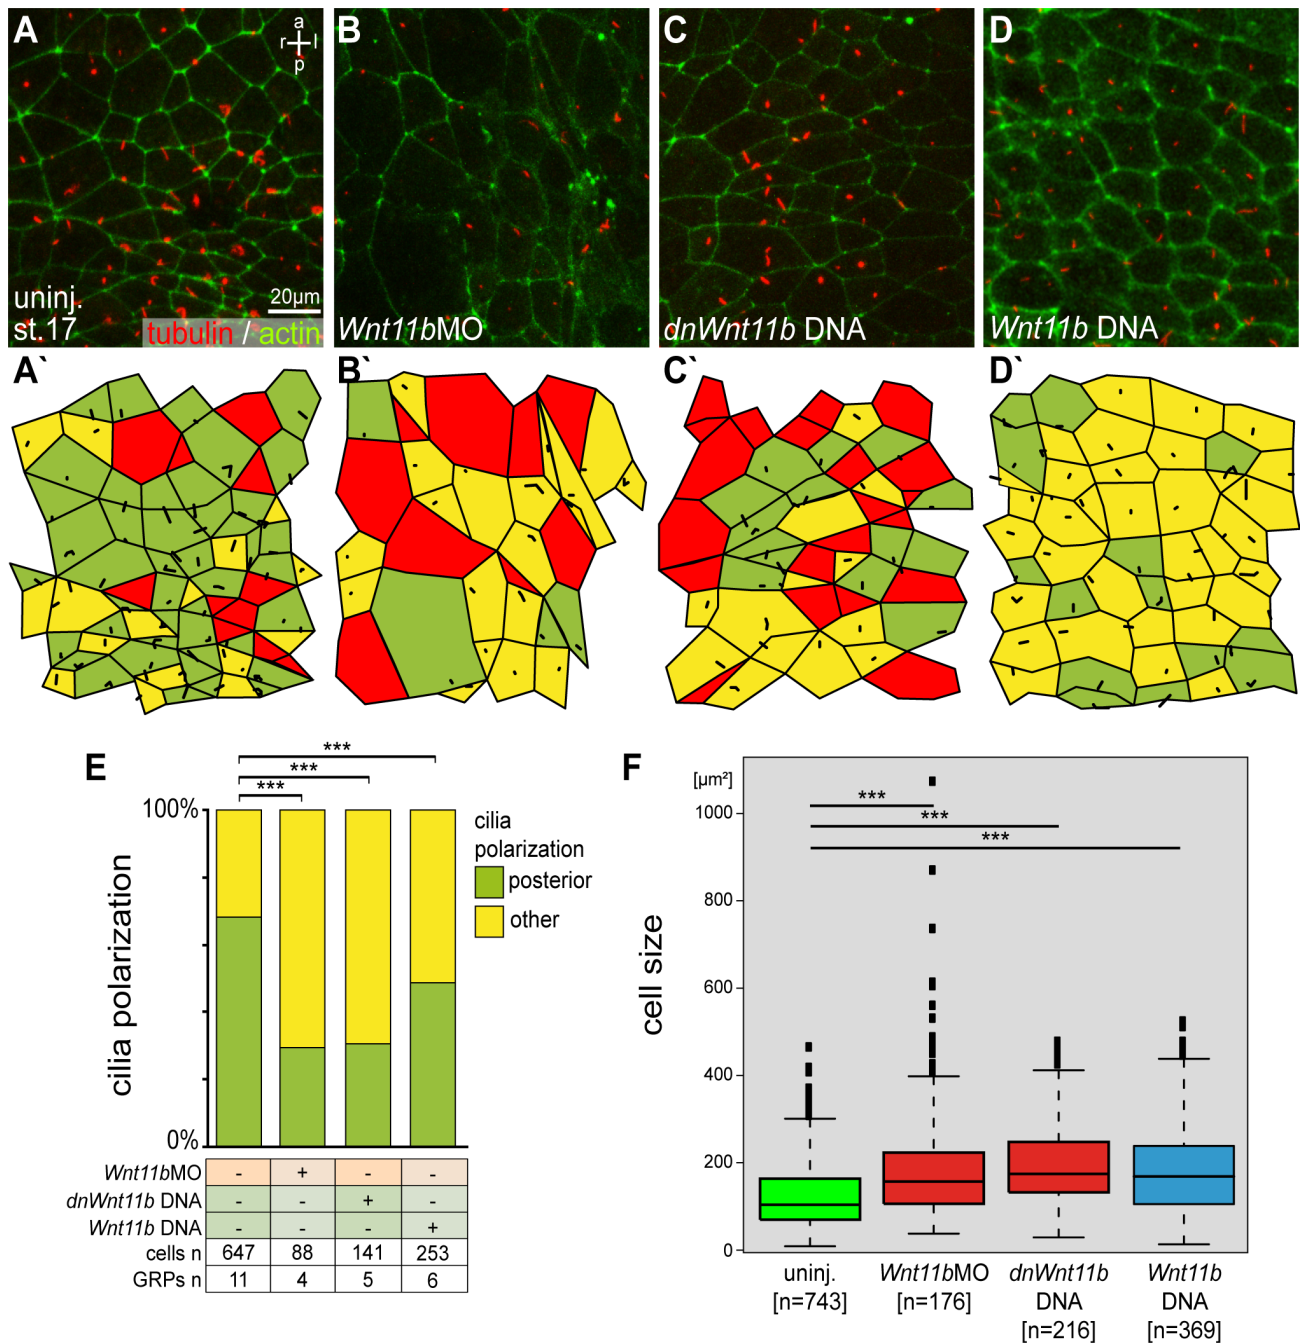 A
a
r l
p
uninj.
st.17
20µm
tubulin / actin
B
Wnt11bMO
C
dnWnt11b DNA
D
Wnt11b DNA
A`
B`
C`
D`
E
***
***
***
100%
0%
cilia polarization
cilia
polarization
posterior
other
Wnt11bMO - + - -
dnWnt11b DNA - - + -
Wnt11b DNA - - - +
cells n 647 88 141 253
GRPs n 11 4 5 6
F
[µm²]
cell size
1000
800
600
400
200
0
***
***
***
uninj.
[n=743]
Wnt11bMO
[n=176]
dnWnt11b
DNA
[n=216]
Wnt11b
DNA
[n=369]